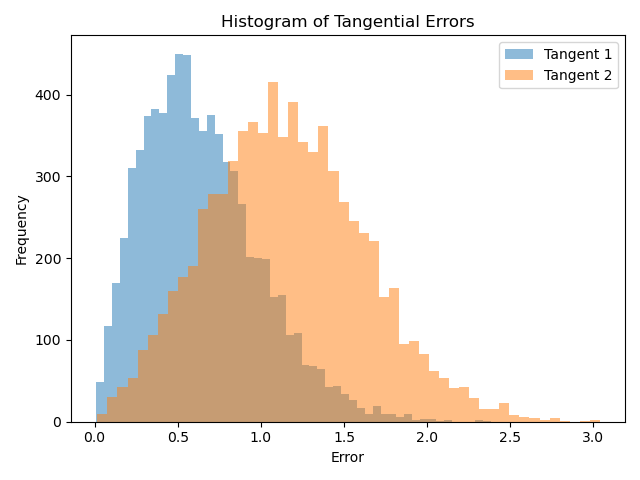 Histogram of Tangential Errors
Tangent 1
Tangent 2
Frequency
400
300
200
100
0
0.0 0.5 1.0 1.5 2.0 2.5 3.0
Error